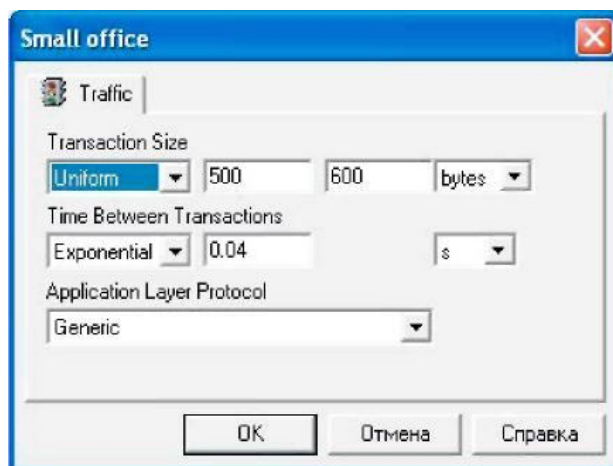 Small office
Traffic
Transaction Size
Uniform 500 600 bytes
Time Between Transactions
Exponential 0.04 s
Application Layer Protocol
Generic
OK Отмена Справка